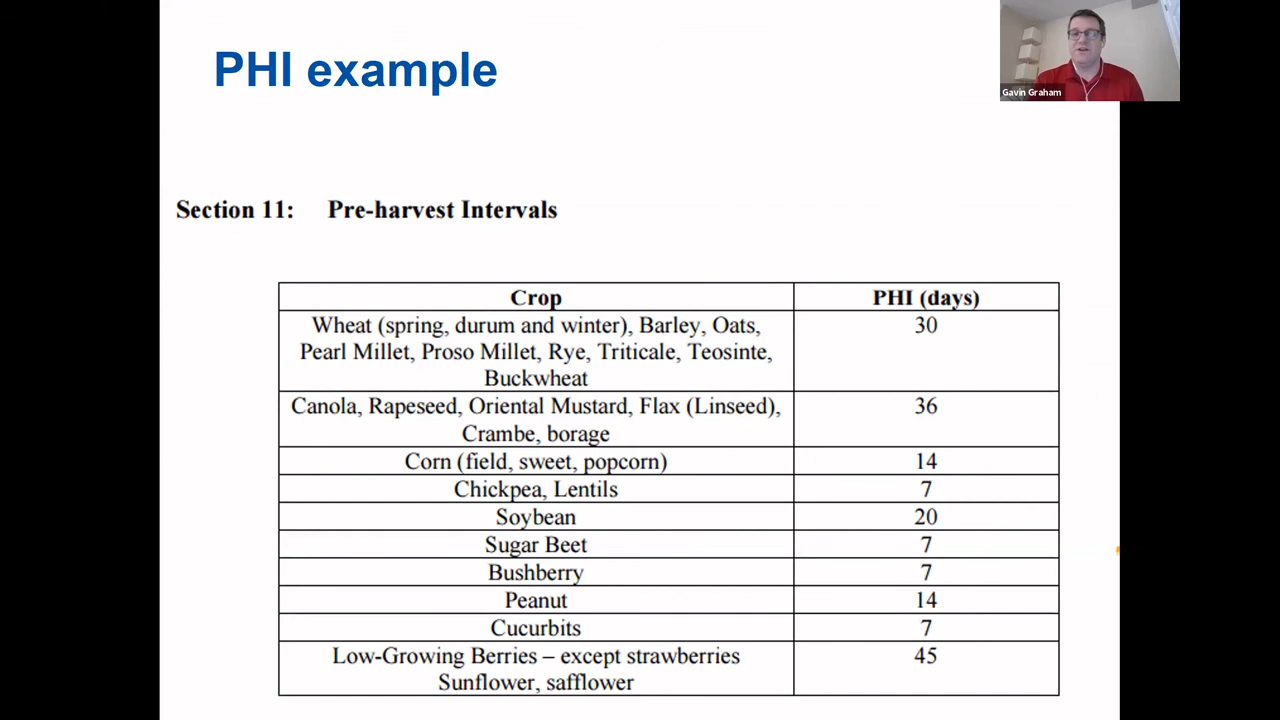 PHI example
Gavin Graham
Section 11: Pre-harvest Intervals
Crop PHI (days)
Wheat (spring, durum and winter), Barley, Oats, 30
Pearl Millet, Proso Millet, Rye, Triticale, Teosinte,
Buckwheat
Canola, Rapeseed, Oriental Mustard, Flax (Linseed), 36
Crambe, borage
Corn (field, sweet, popcorn) 14
Chickpea, Lentils 7
Soybean 20
Sugar Beet 7
Bushberry 7
Peanut 14
Cucurbits 7
Low-Growing Berries – except strawberries 45
Sunflower, safflower